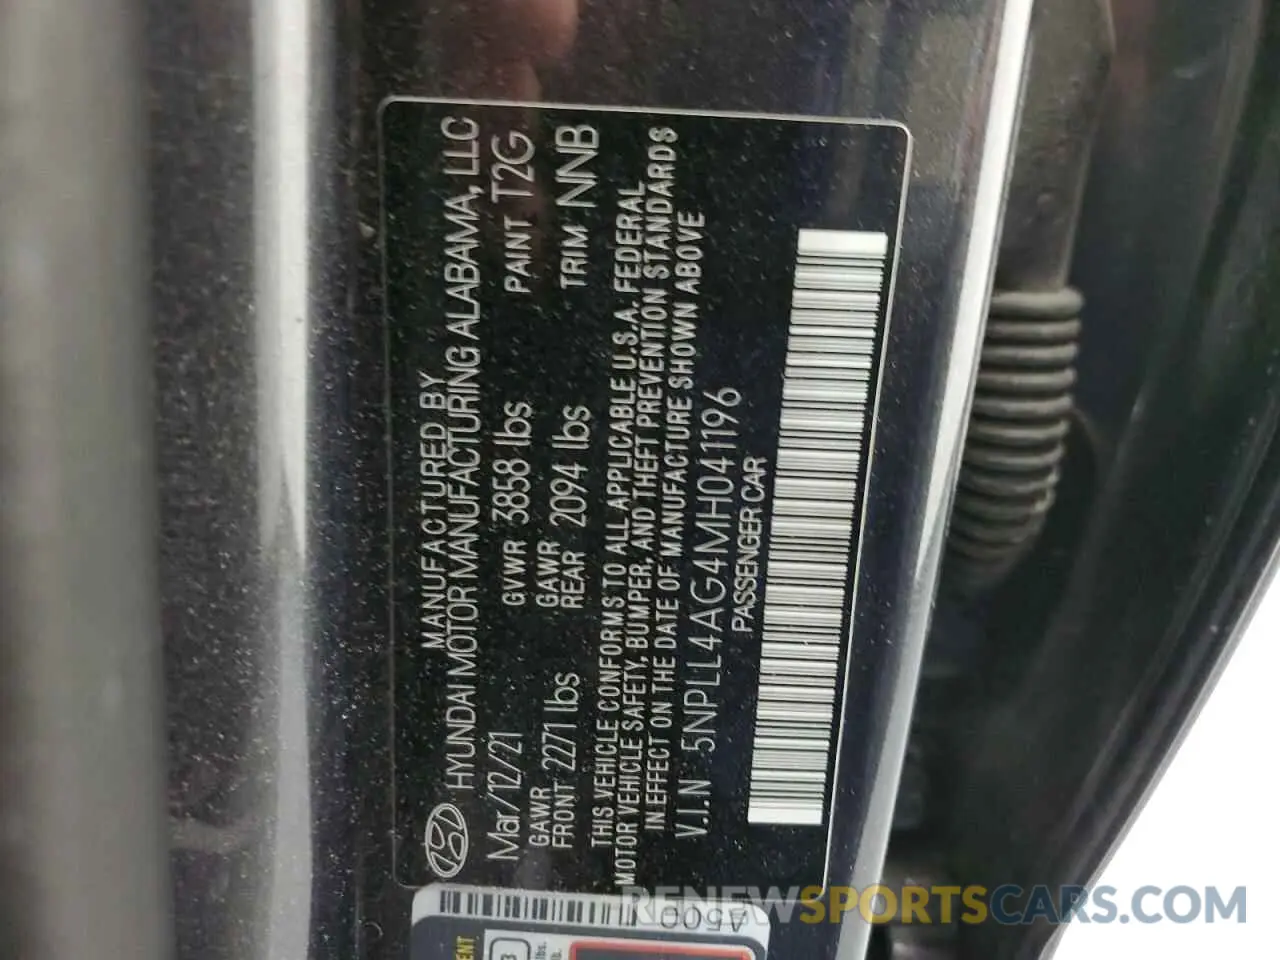 MANUFACTURED BY
HYUNDAI MOTOR MANUFACTURING ALABAMA, LLC
Mar/12/21 GVWR 3858 lbs PAINT T2G
GAWR FRONT 2271 lbs GAWR REAR 2094 lbs TRIM NNB
THIS VEHICLE CONFORMS TO ALL APPLICABLE U.S.A. FEDERAL
MOTOR VEHICLE SAFETY, BUMPER, AND THEFT PREVENTION STANDARDS
IN EFFECT ON THE DATE OF MANUFACTURE SHOWN ABOVE
V.I.N 5NPLL4AG4MH041196
PASSENGER CAR
RENEWSPORTSCARS.COM